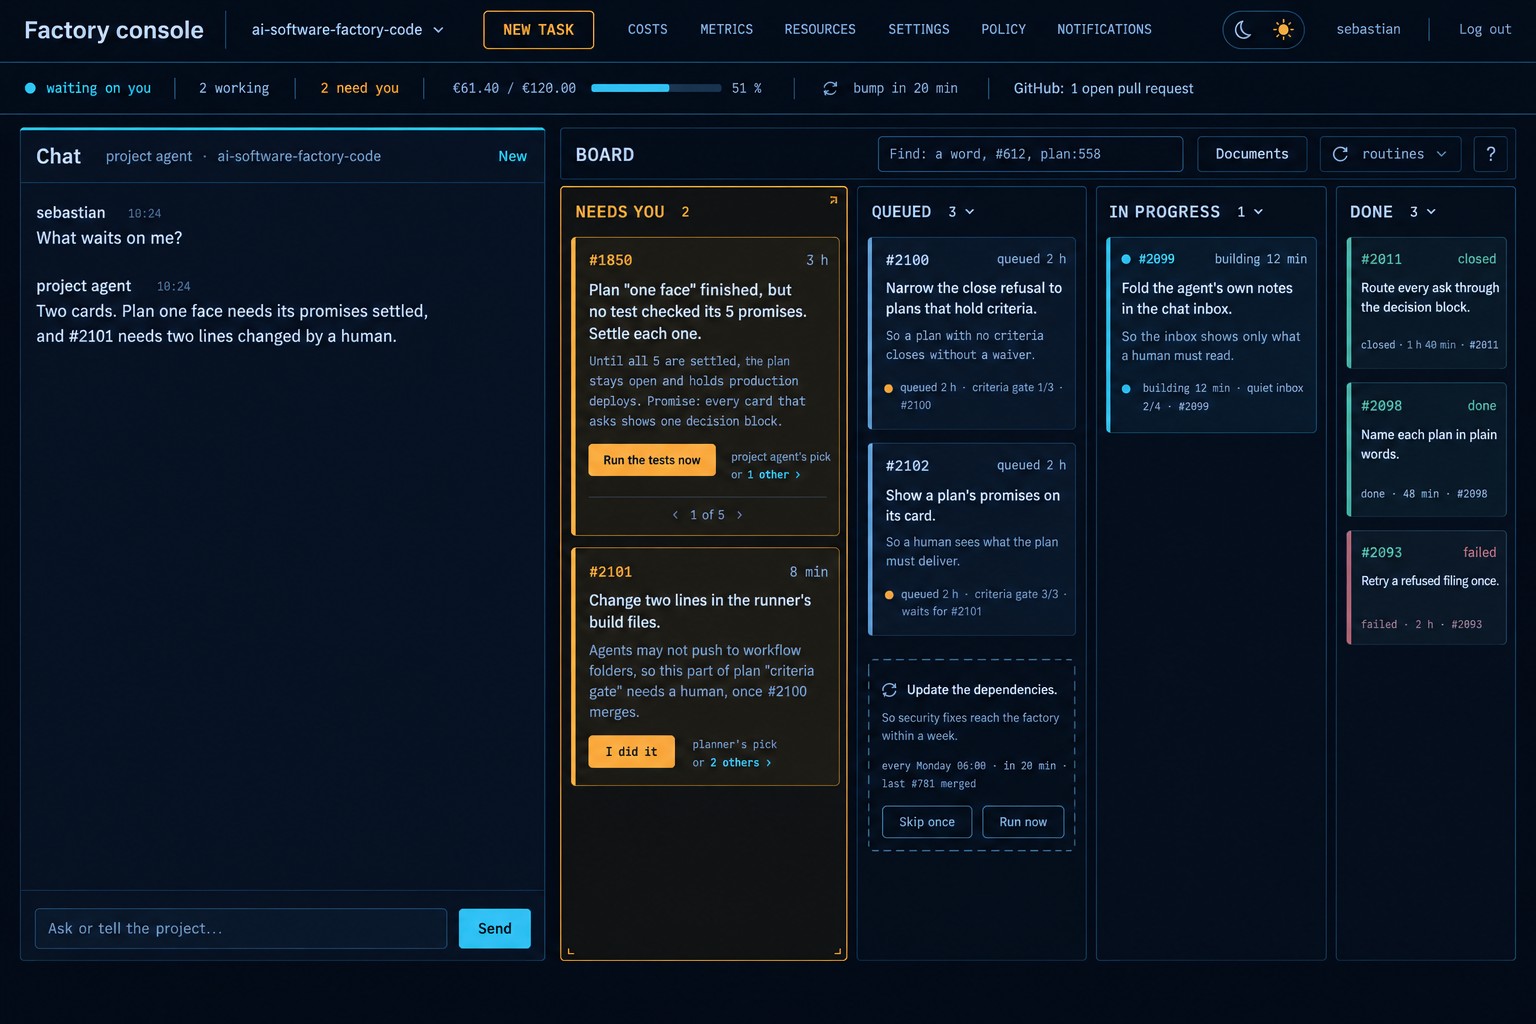 Factory console
ai-software-factory-code
NEW TASK
COSTS
METRICS
RESOURCES
SETTINGS
POLICY
NOTIFICATIONS
sebastian
Log out
waiting on you
2 working
2 need you
€61.40 / €120.00
51 %
bump in 20 min
GitHub: 1 open pull request
Chat
project agent · ai-software-factory-code
New
sebastian 10:24
What waits on me?
project agent 10:24
Two cards. Plan one face needs its promises settled,
and #2101 needs two lines changed by a human.
Ask or tell the project...
Send
BOARD
Find: a word, #612, plan:558
Documents
routines
?
NEEDS YOU 2
#1850 3 h
Plan "one face" finished, but
no test checked its 5 promises.
Settle each one.
Until all 5 are settled, the plan
stays open and holds production
deploys. Promise: every card that
asks shows one decision block.
Run the tests now
project agent's pick
or 1 other >
< 1 of 5 >
#2101 8 min
Change two lines in the runner's
build files.
Agents may not push to workflow
folders, so this part of plan "criteria
gate" needs a human, once #2100
merges.
I did it
planner's pick
or 2 others >
QUEUED 3
#2100 queued 2 h
Narrow the close refusal to
plans that hold criteria.
So a plan with no criteria
closes without a waiver.
queued 2 h · criteria gate 1/3 ·
#2100
#2102 queued 2 h
Show a plan's promises on
its card.
So a human sees what the plan
must deliver.
queued 2 h · criteria gate 3/3 ·
waits for #2101
Update the dependencies.
So security fixes reach the factory
within a week.
every Monday 06:00 · in 20 min ·
last #781 merged
Skip once
Run now
IN PROGRESS 1
#2099 building 12 min
Fold the agent's own notes
in the chat inbox.
So the inbox shows only what
a human must read.
building 12 min · quiet inbox
2/4 · #2099
DONE 3
#2011 closed
Route every ask through
the decision block.
closed · 1 h 40 min · #2011
#2098 done
Name each plan in plain
words.
done · 48 min · #2098
#2093 failed
Retry a refused filing once.
failed · 2 h · #2093